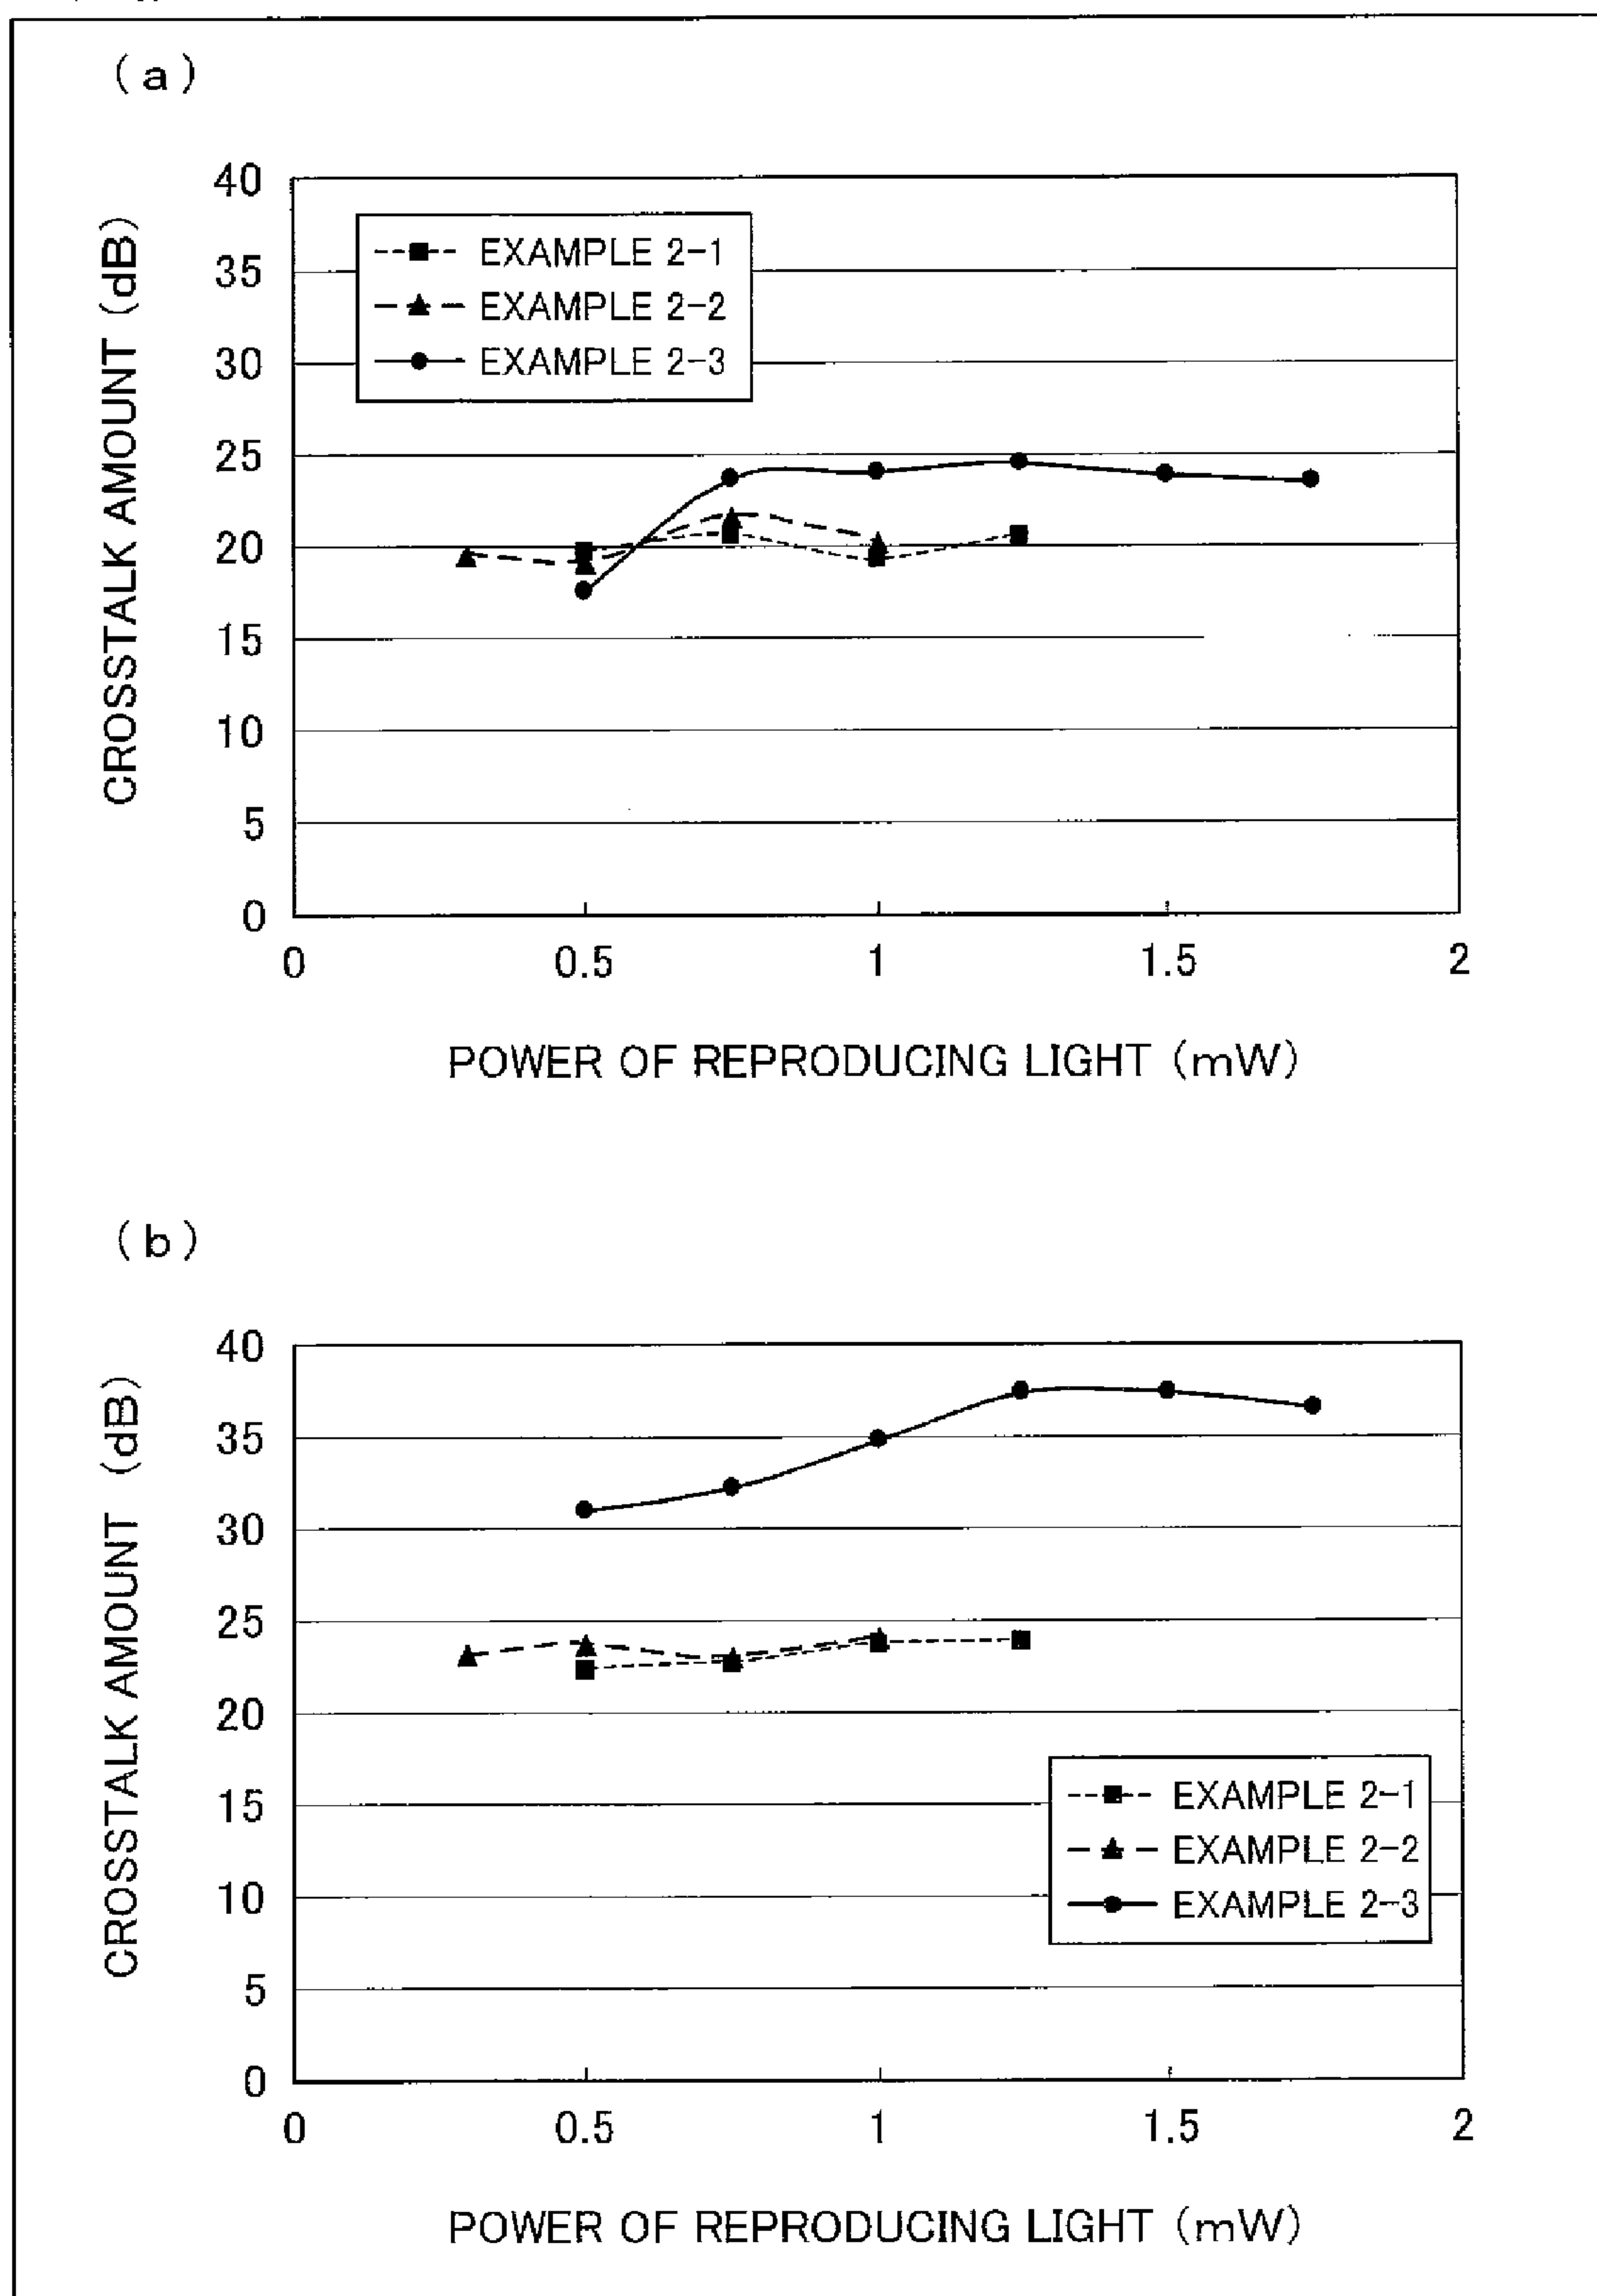 (a)
CROSSTALK AMOUNT (dB)
40
35
30
25
20
15
10
5
0
EXAMPLE 2-1
EXAMPLE 2-2
EXAMPLE 2-3
0 0.5 1 1.5 2
POWER OF REPRODUCING LIGHT (mW)
(b)
CROSSTALK AMOUNT (dB)
40
35
30
25
20
15
10
5
0
EXAMPLE 2-1
EXAMPLE 2-2
EXAMPLE 2-3
0 0.5 1 1.5 2
POWER OF REPRODUCING LIGHT (mW)